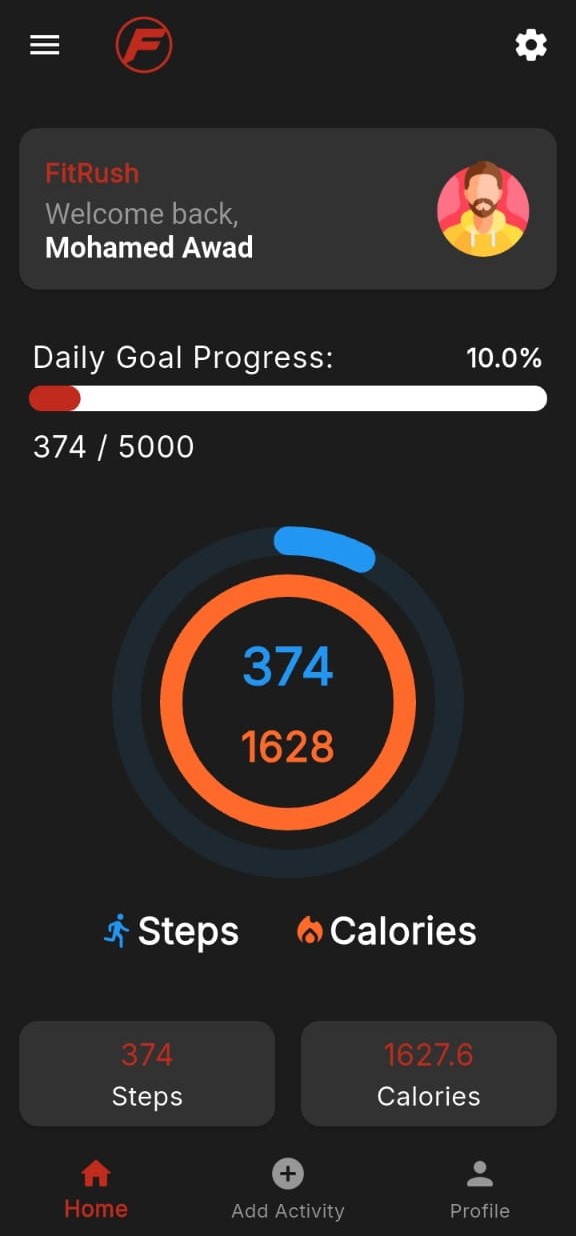 F
FitRush
Welcome back,
Mohamed Awad
Daily Goal Progress: 10.0%
374 / 5000
374
1628
Steps Calories
374 1627.6
Steps Calories
Home Add Activity Profile